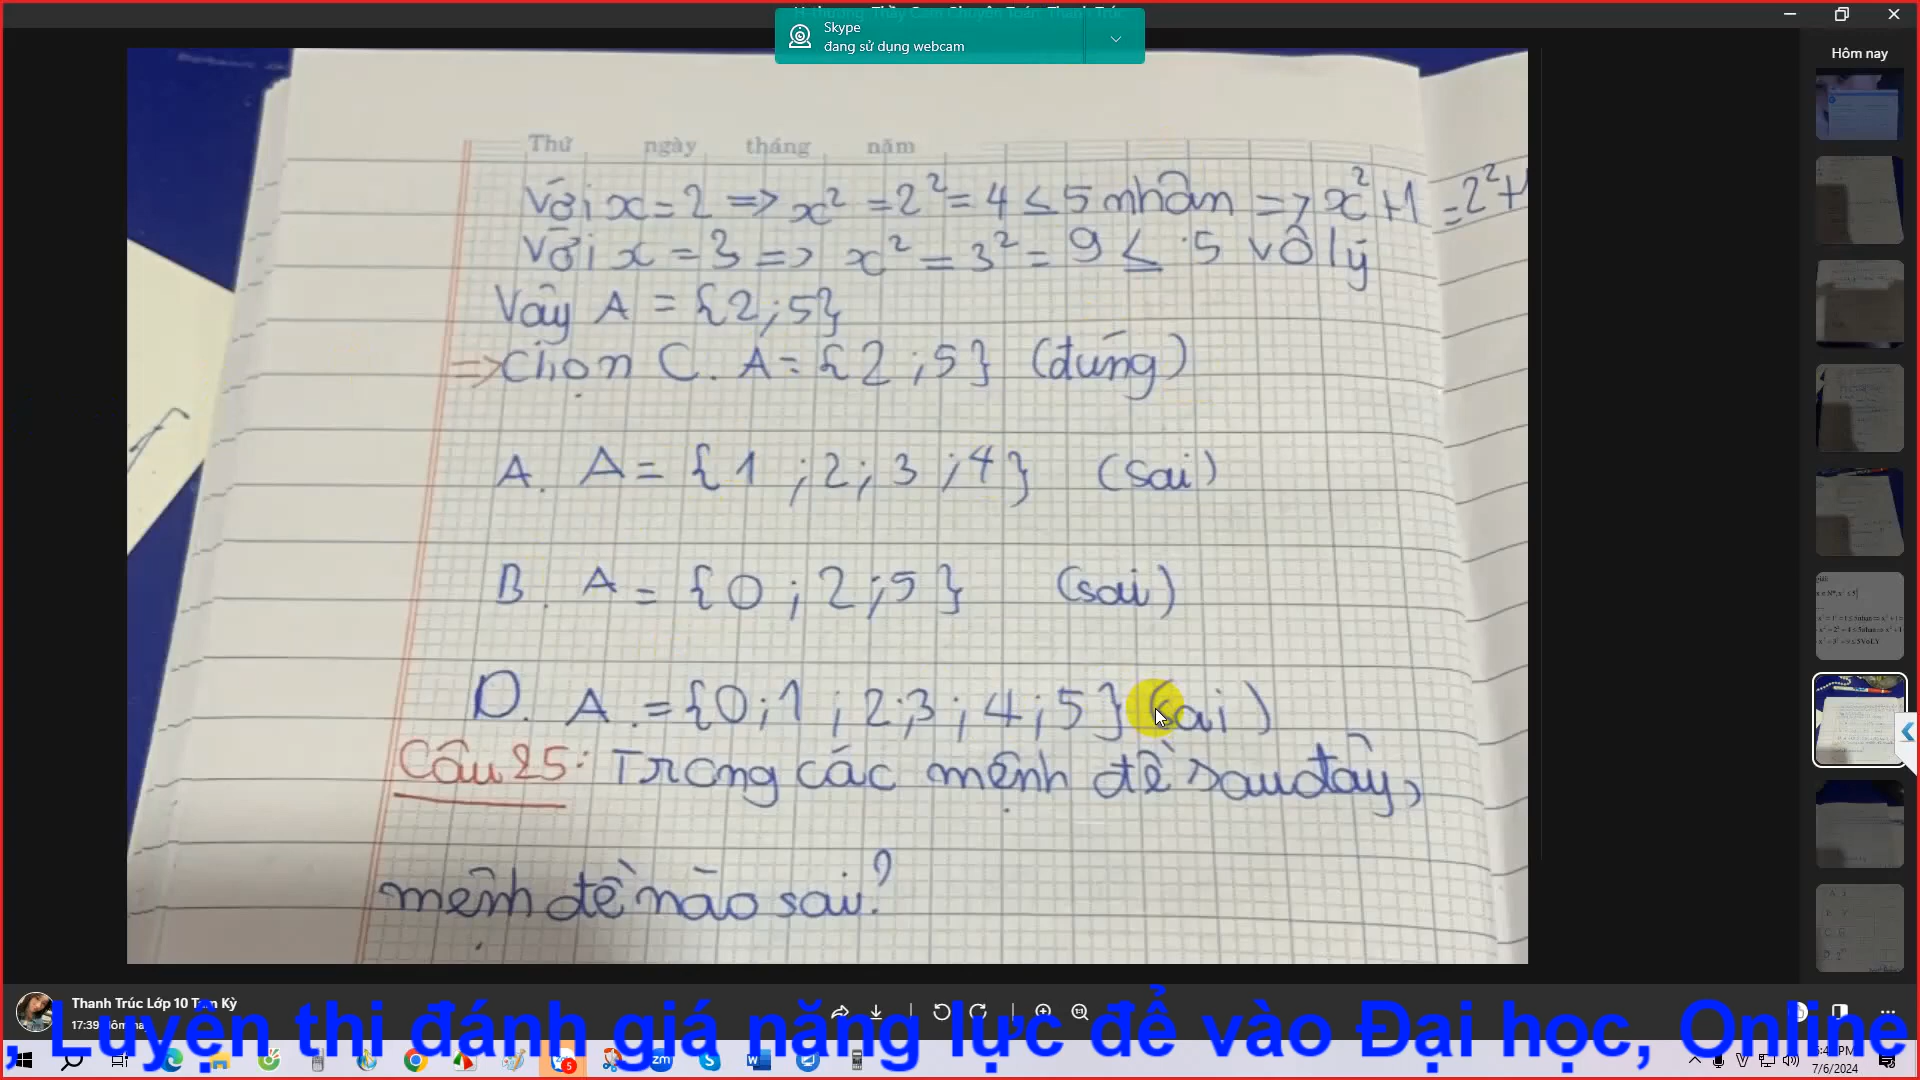 Skype
đang sử dụng webcam
Hôm nay
Thứ ngày tháng năm
Với x = 2 => x² = 2² = 4 ≤ 5 nhận => x² + 1 = 2² +
Với x = 3 => x² = 3² = 9 ≤ 5 vô lý
Vậy A = {2;5}
=> Chọn C. A = {2;5} (đúng)
A. A = {1;2;3;4} (sai)
B. A = {0;2;5} (sai)
D. A = {0;1;2;3;4;5} (sai)
Câu 25: Trong các mệnh đề sau đây,
mệnh đề nào sai?
Thanh Trúc Lớp 10 Tam Kỳ
17:39
, Luyện thi đánh giá năng lực để vào Đại học, Online
7/6/2024